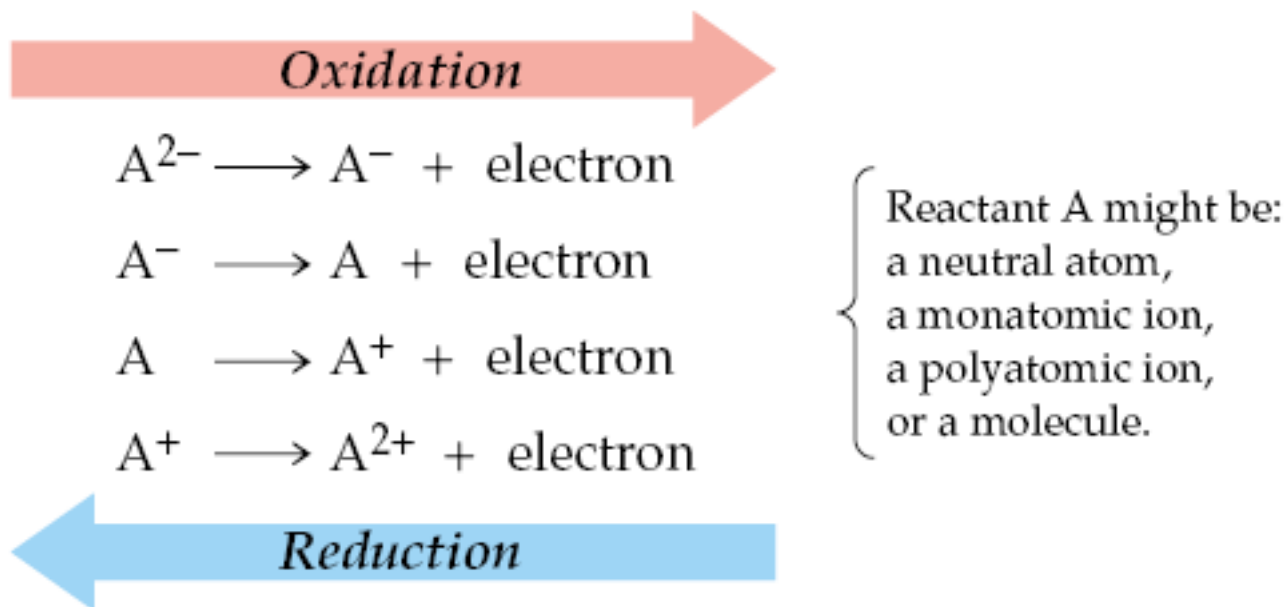 Oxidation
A²⁻ ⟶ A⁻ + electron
A⁻ ⟶ A + electron
A ⟶ A⁺ + electron
A⁺ ⟶ A²⁺ + electron
Reduction
Reactant A might be:
a neutral atom,
a monatomic ion,
a polyatomic ion,
or a molecule.